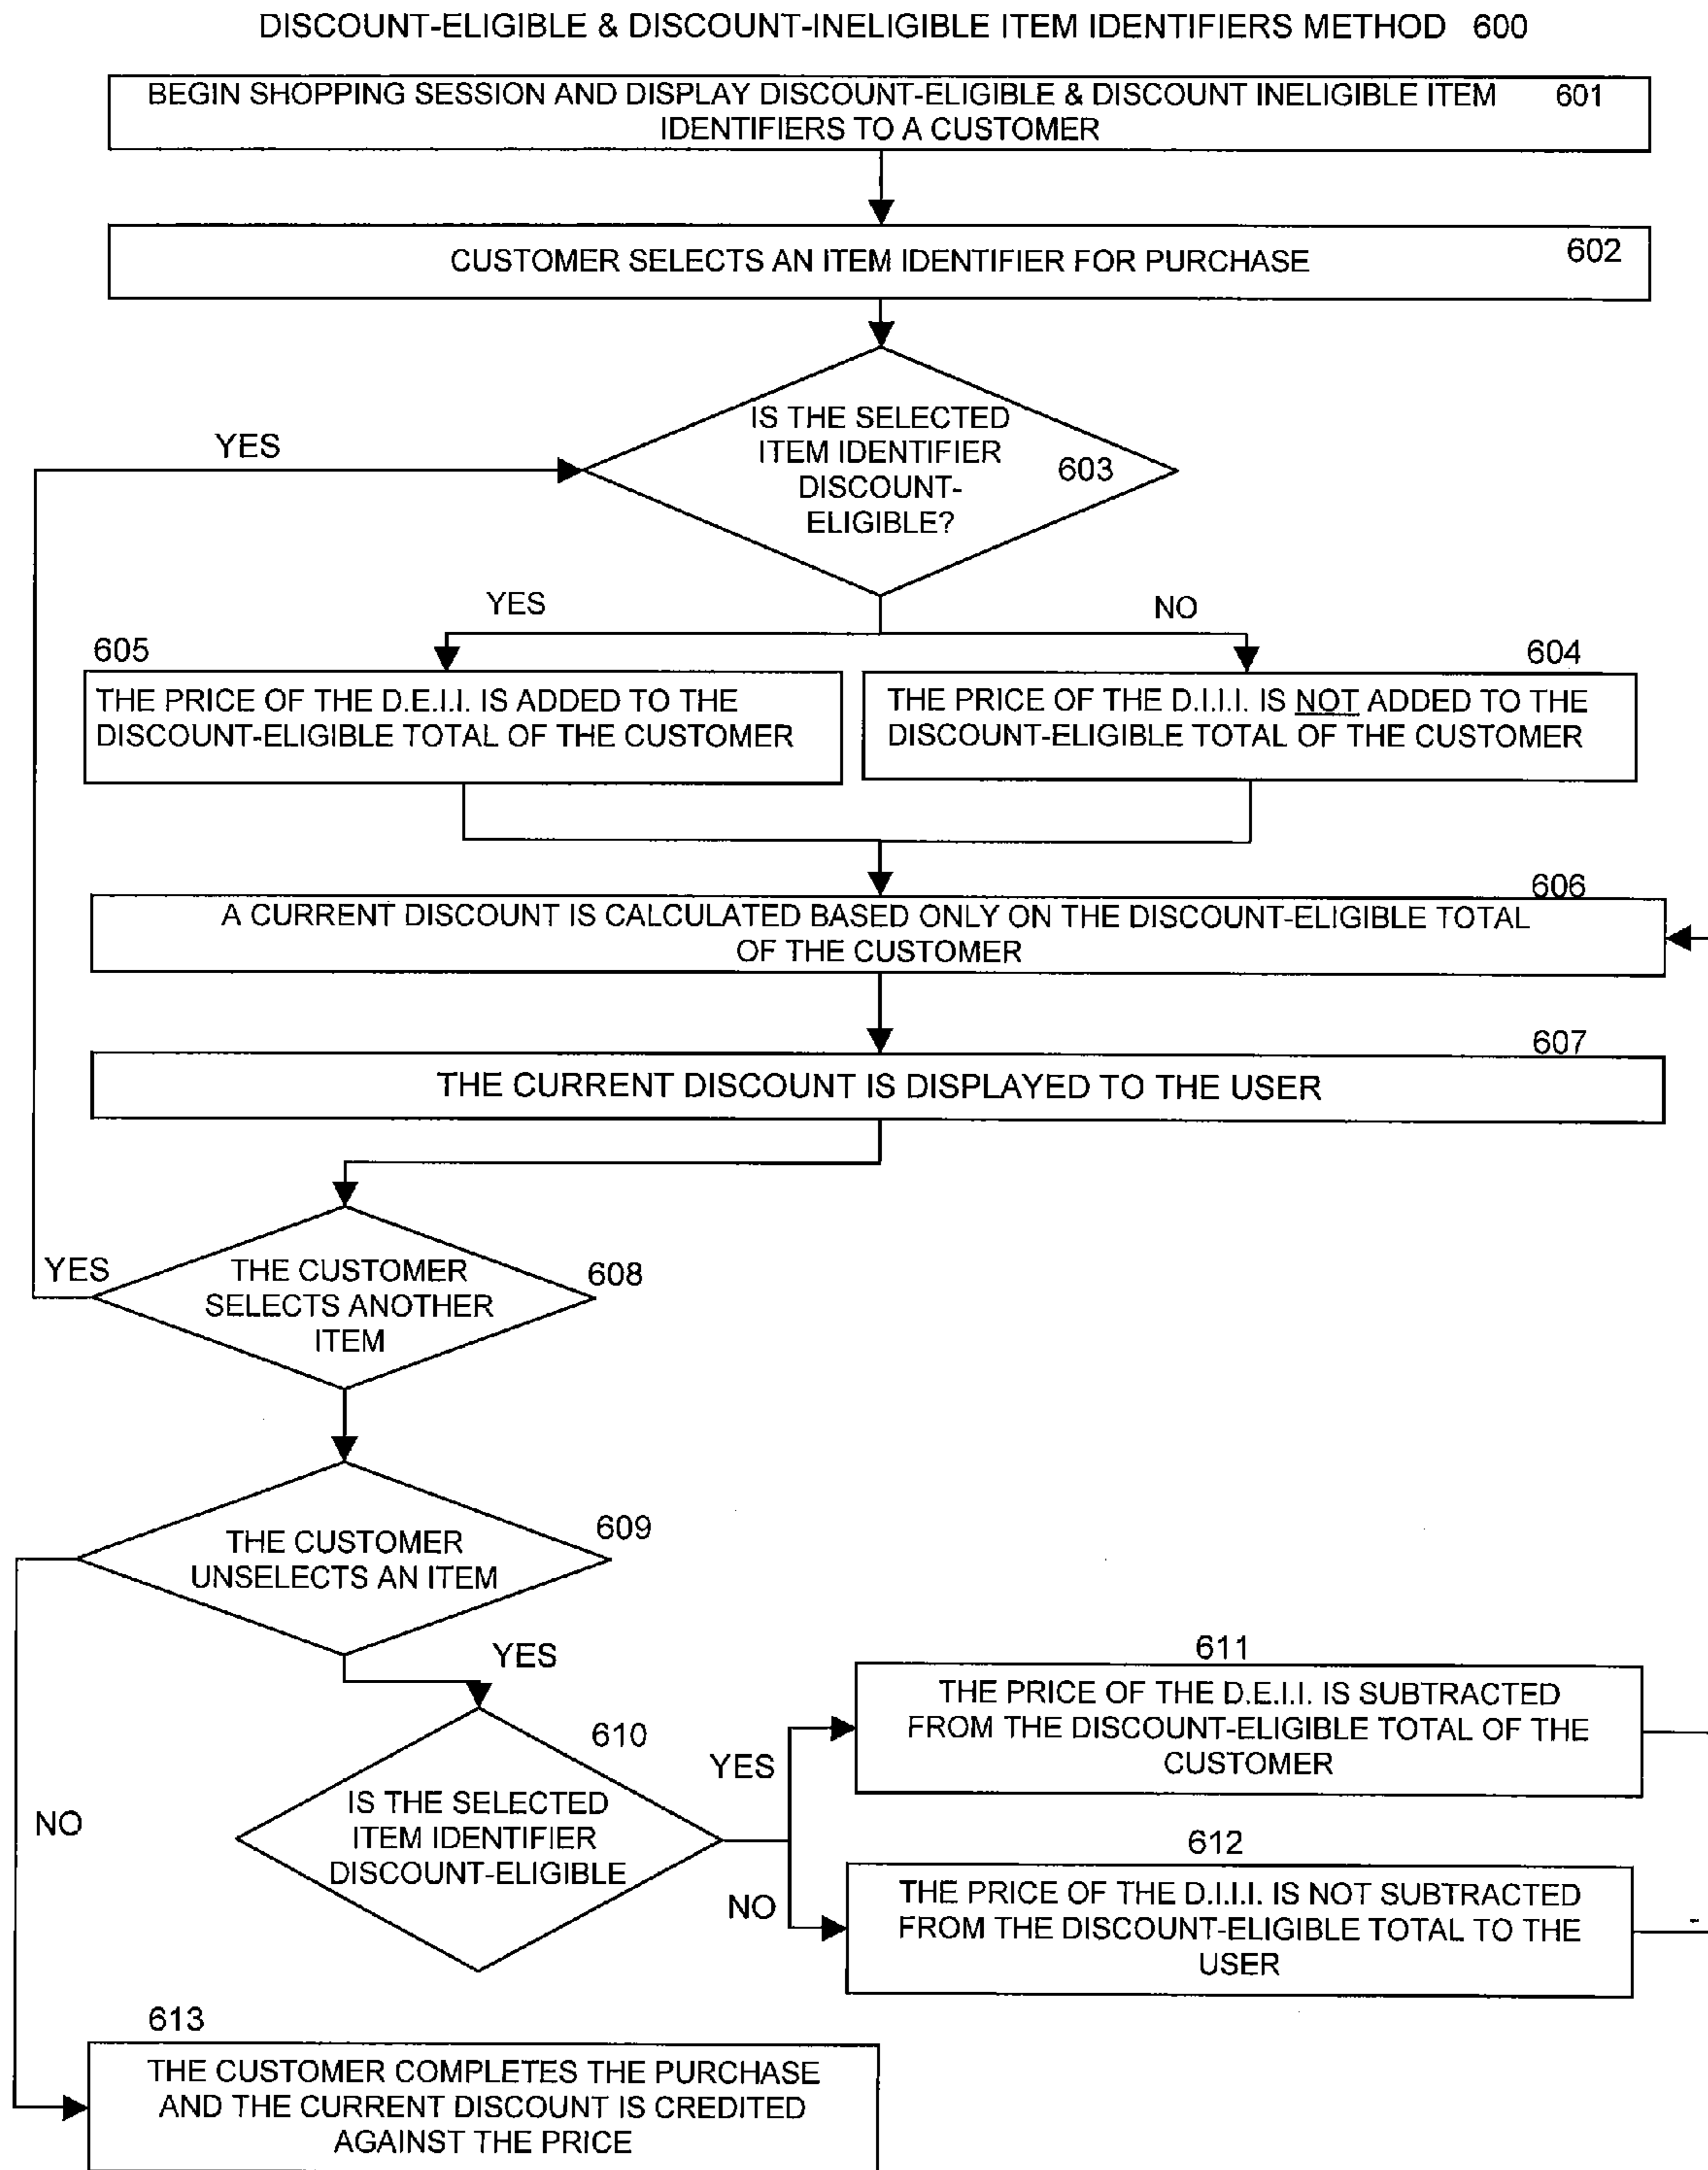 DISCOUNT-ELIGIBLE & DISCOUNT-INELIGIBLE ITEM IDENTIFIERS METHOD 600
BEGIN SHOPPING SESSION AND DISPLAY DISCOUNT-ELIGIBLE & DISCOUNT INELIGIBLE ITEM 601
IDENTIFIERS TO A CUSTOMER
CUSTOMER SELECTS AN ITEM IDENTIFIER FOR PURCHASE 602
IS THE SELECTED
ITEM IDENTIFIER
DISCOUNT-
ELIGIBLE?
603
YES
YES
NO
605
THE PRICE OF THE D.E.I.I. IS ADDED TO THE
DISCOUNT-ELIGIBLE TOTAL OF THE CUSTOMER
604
THE PRICE OF THE D.I.I.I. IS NOT ADDED TO THE
DISCOUNT-ELIGIBLE TOTAL OF THE CUSTOMER
606
A CURRENT DISCOUNT IS CALCULATED BASED ONLY ON THE DISCOUNT-ELIGIBLE TOTAL
OF THE CUSTOMER
607
THE CURRENT DISCOUNT IS DISPLAYED TO THE USER
YES
THE CUSTOMER
SELECTS ANOTHER
ITEM
608
THE CUSTOMER
UNSELECTS AN ITEM
609
YES
NO
610
IS THE SELECTED
ITEM IDENTIFIER
DISCOUNT-ELIGIBLE
YES
NO
611
THE PRICE OF THE D.E.I.I. IS SUBTRACTED
FROM THE DISCOUNT-ELIGIBLE TOTAL OF THE
CUSTOMER
612
THE PRICE OF THE D.I.I.I. IS NOT SUBTRACTED
FROM THE DISCOUNT-ELIGIBLE TOTAL TO THE
USER
613
THE CUSTOMER COMPLETES THE PURCHASE
AND THE CURRENT DISCOUNT IS CREDITED
AGAINST THE PRICE